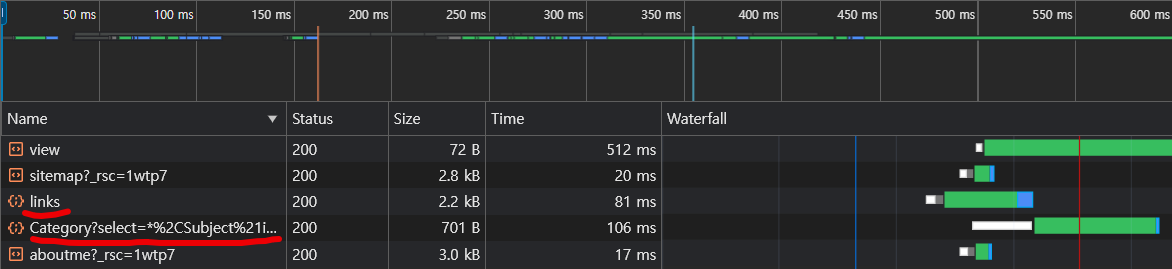 50 ms 100 ms 150 ms 200 ms 250 ms 300 ms 350 ms 400 ms 450 ms 500 ms 550 ms 600 ms
Name Status Size Time Waterfall
view 200 72 B 512 ms
sitemap?_rsc=1wtp7 200 2.8 kB 20 ms
links 200 2.2 kB 81 ms
Category?select=*%2CSubject%21i... 200 701 B 106 ms
aboutme?_rsc=1wtp7 200 3.0 kB 17 ms